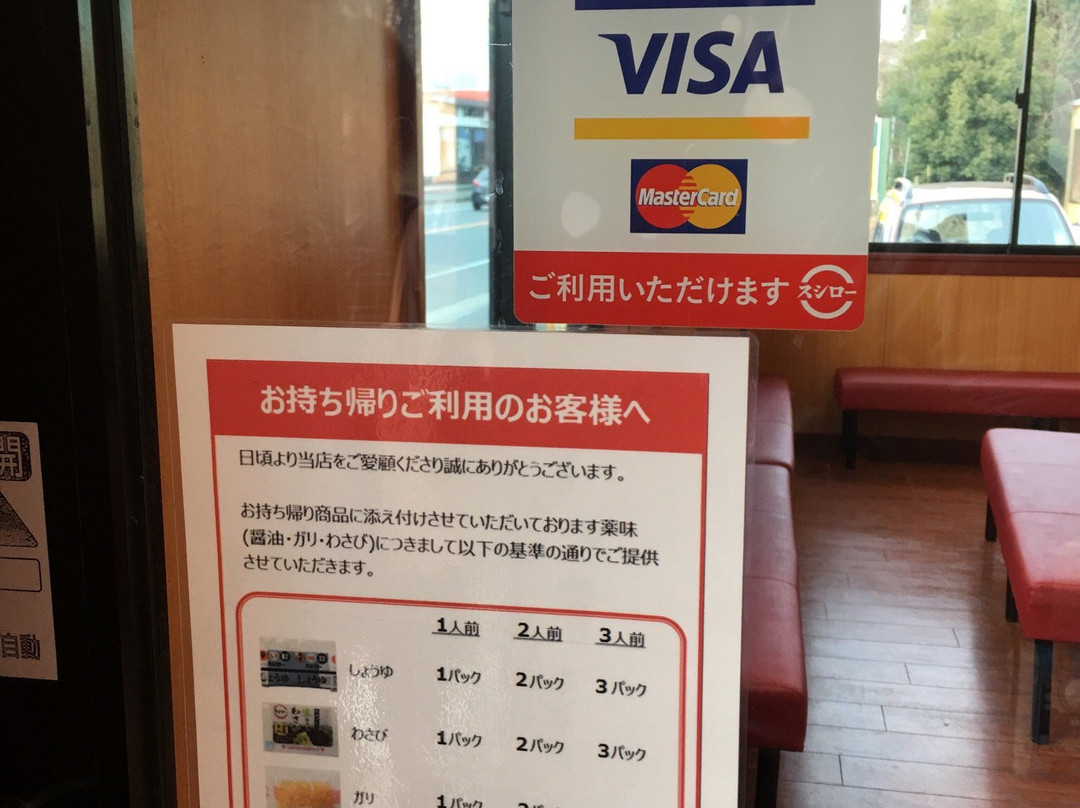 VISA
MasterCard
ご利用いただけます スシロー
お持ち帰りご利用のお客様へ
日頃より当店をご愛顧くださり誠にありがとうございます。
お持ち帰り商品に添え付けさせていただいております薬味
(醤油・ガリ・わさび)につきまして以下の基準の通りでご提供
させていただきます。
1人前 2人前 3人前
しょうゆ 1パック 2パック 3パック
わさび 1パック 2パック 3パック
ガリ 1パック
開
自動